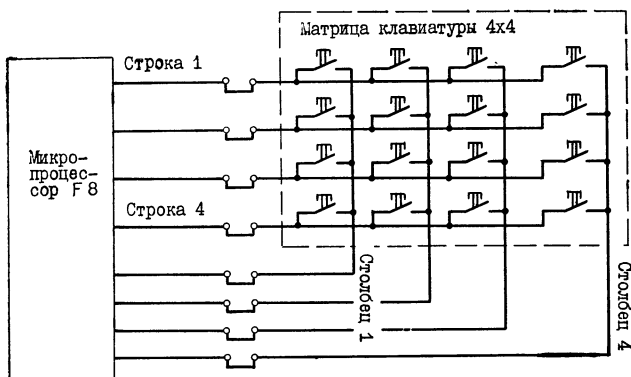 Матрица клавиатуры 4x4
Строка 1
Микро-
процес-
сор F8
Строка 4
Столбец 1
Столбец 4